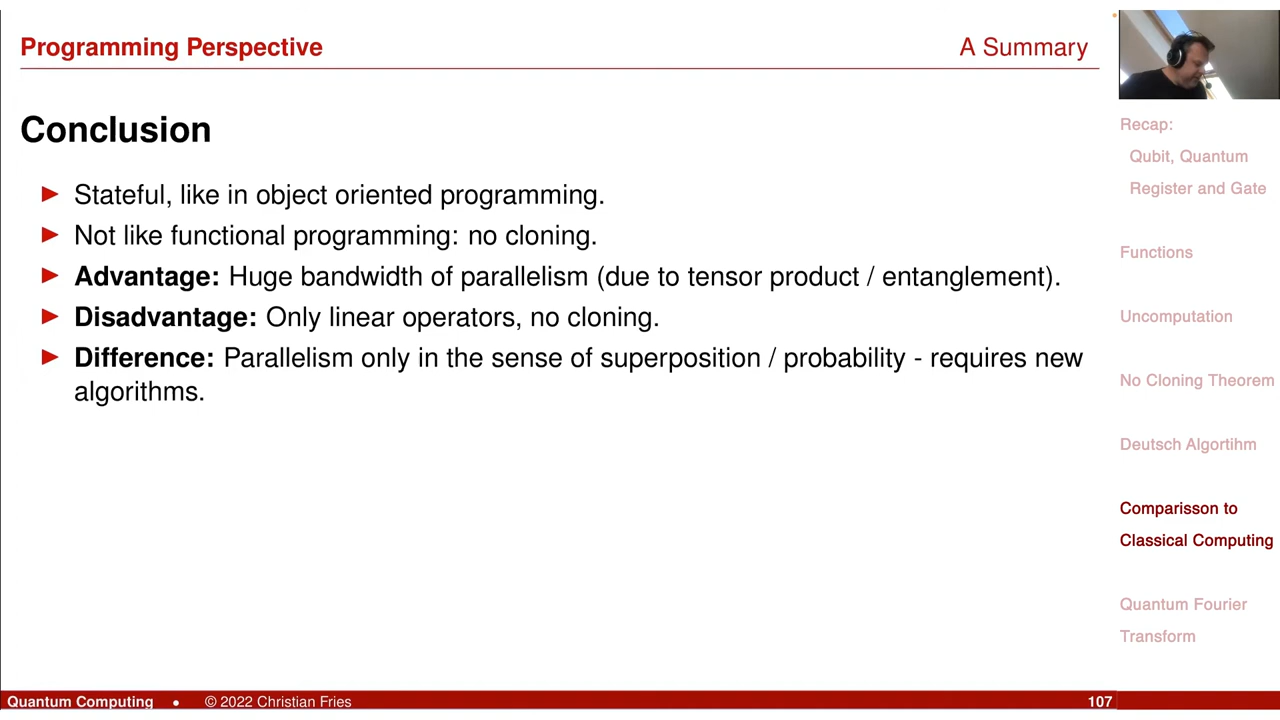 Programming Perspective
A Summary
Conclusion
Stateful, like in object oriented programming.
Not like functional programming: no cloning.
Advantage: Huge bandwidth of parallelism (due to tensor product / entanglement).
Disadvantage: Only linear operators, no cloning.
Difference: Parallelism only in the sense of superposition / probability - requires new
algorithms.
Recap:
Qubit, Quantum
Register and Gate
Functions
Uncomputation
No Cloning Theorem
Deutsch Algortihm
Comparisson to
Classical Computing
Quantum Fourier
Transform
Quantum Computing • © 2022 Christian Fries
107